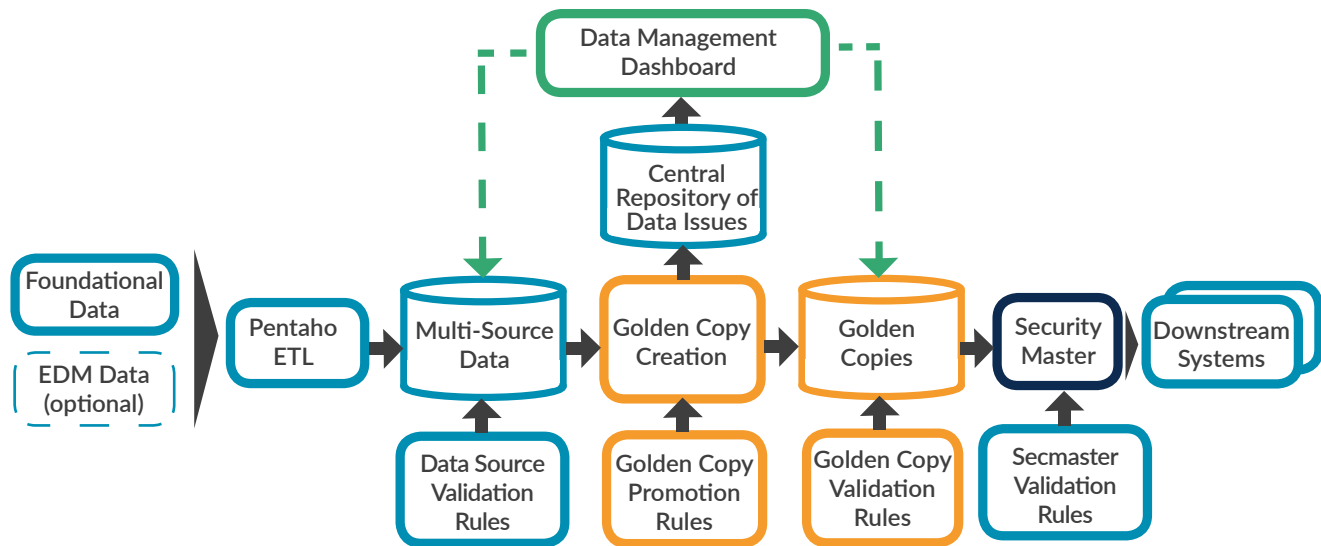 Data Management
Dashboard
Central
Repository of
Data Issues
Foundational
Data
EDM Data
(optional)
Pentaho
ETL
Multi-Source
Data
Golden Copy
Creation
Golden
Copies
Security
Master
Downstream
Systems
Data Source
Validation
Rules
Golden Copy
Promotion
Rules
Golden Copy
Validation
Rules
Secmaster
Validation
Rules